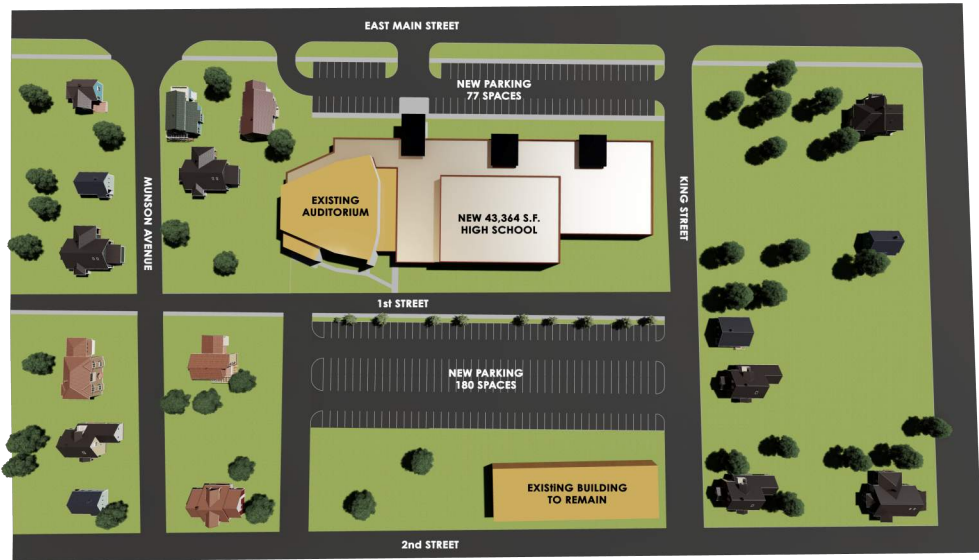 EAST MAIN STREET
NEW PARKING
77 SPACES
MUNSON AVENUE
EXISTING
AUDITORIUM
NEW 43,364 S.F.
HIGH SCHOOL
KING STREET
1st STREET
NEW PARKING
180 SPACES
EXISTING BUILDING
TO REMAIN
2nd STREET